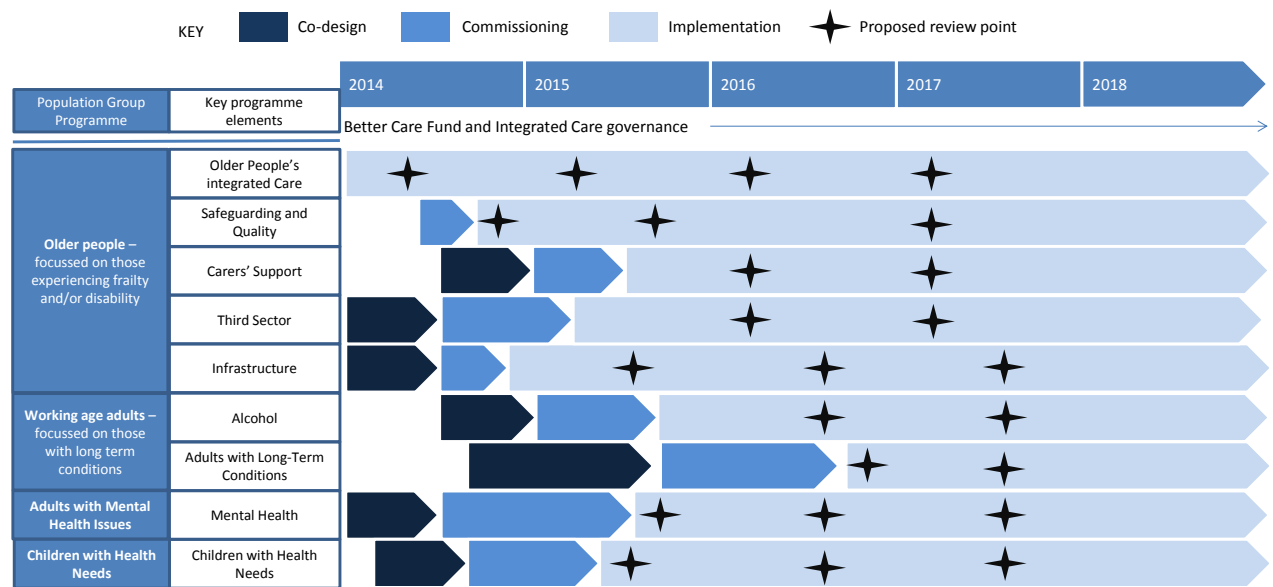 KEY
Co-design
Commissioning
Implementation
Proposed review point
2014
2015
2016
2017
2018
Population Group
Programme
Key programme
elements
Better Care Fund and Integrated Care governance
Older people –
focussed on those
experiencing frailty
and/or disability
Older People's
integrated Care
Safeguarding and
Quality
Carers' Support
Third Sector
Infrastructure
Working age adults –
focussed on those
with long term
conditions
Alcohol
Adults with Long-Term
Conditions
Adults with Mental
Health Issues
Mental Health
Children with Health
Needs
Children with Health
Needs